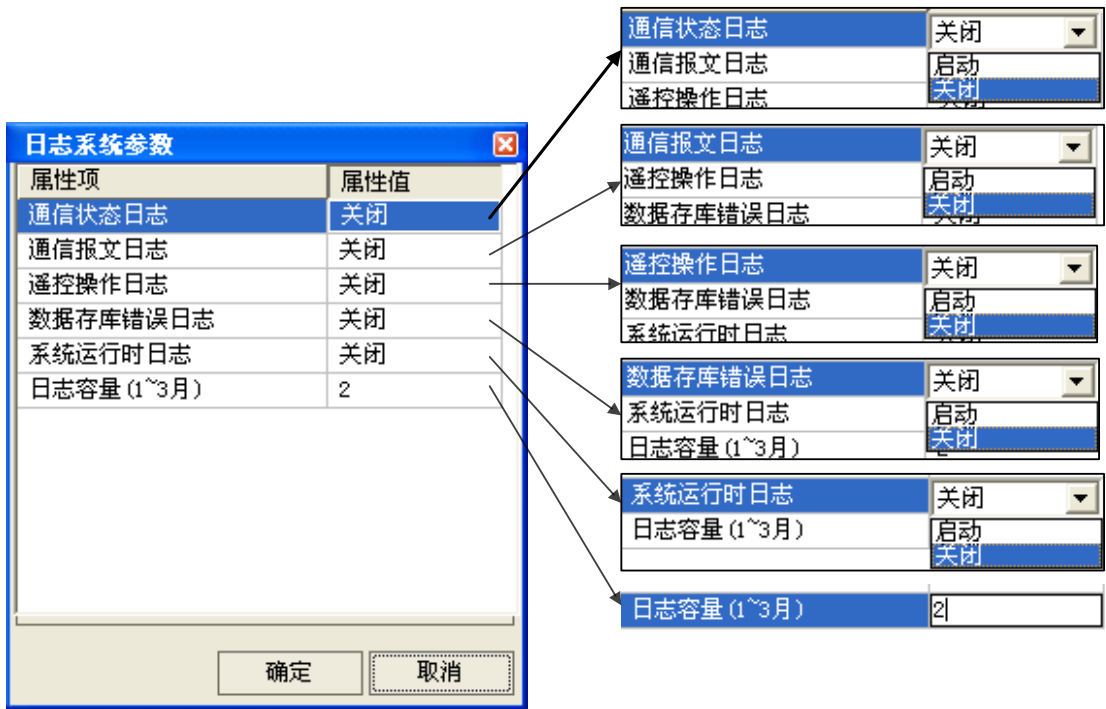 日志系统参数
属性项 属性值
通信状态日志 关闭
通信报文日志 关闭
遥控操作日志 关闭
数据存库错误日志 关闭
系统运行时日志 关闭
日志容量(1~3月) 2
确定 取消
通信状态日志 关闭
通信报文日志 启动
遥控操作日志 关闭
通信报文日志 关闭
遥控操作日志 启动
数据存库错误日志 关闭
遥控操作日志 关闭
数据存库错误日志 启动
系统运行时日志 关闭
数据存库错误日志 关闭
系统运行时日志 启动
日志容量(1~3月) 关闭
系统运行时日志 关闭
日志容量(1~3月) 启动
关闭
日志容量(1~3月) 2